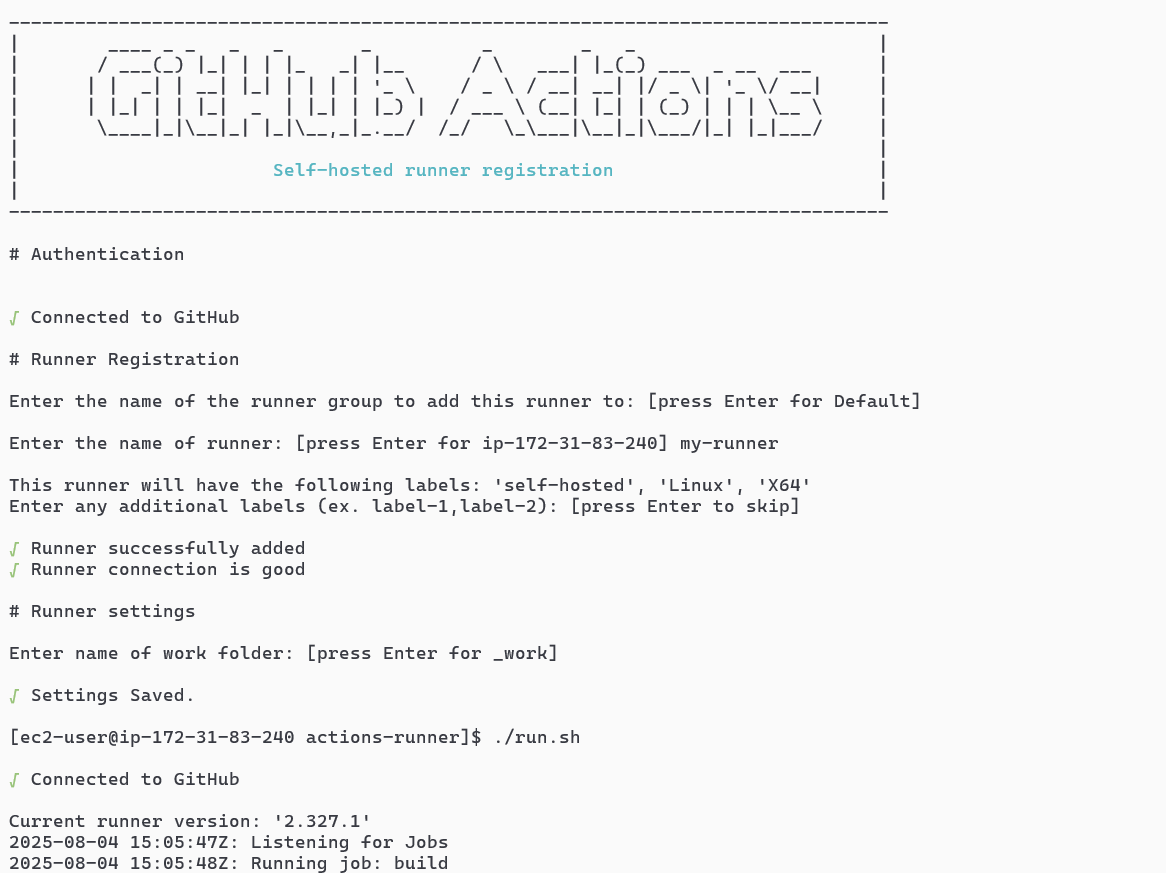 GitHub Actions
Self-hosted runner registration
# Authentication
√ Connected to GitHub
# Runner Registration
Enter the name of the runner group to add this runner to: [press Enter for Default]
Enter the name of runner: [press Enter for ip-172-31-83-240] my-runner
This runner will have the following labels: 'self-hosted', 'Linux', 'X64'
Enter any additional labels (ex. label-1,label-2): [press Enter to skip]
√ Runner successfully added
√ Runner connection is good
# Runner settings
Enter name of work folder: [press Enter for _work]
√ Settings Saved.
[ec2-user@ip-172-31-83-240 actions-runner]$ ./run.sh
√ Connected to GitHub
Current runner version: '2.327.1'
2025-08-04 15:05:47Z: Listening for Jobs
2025-08-04 15:05:48Z: Running job: build